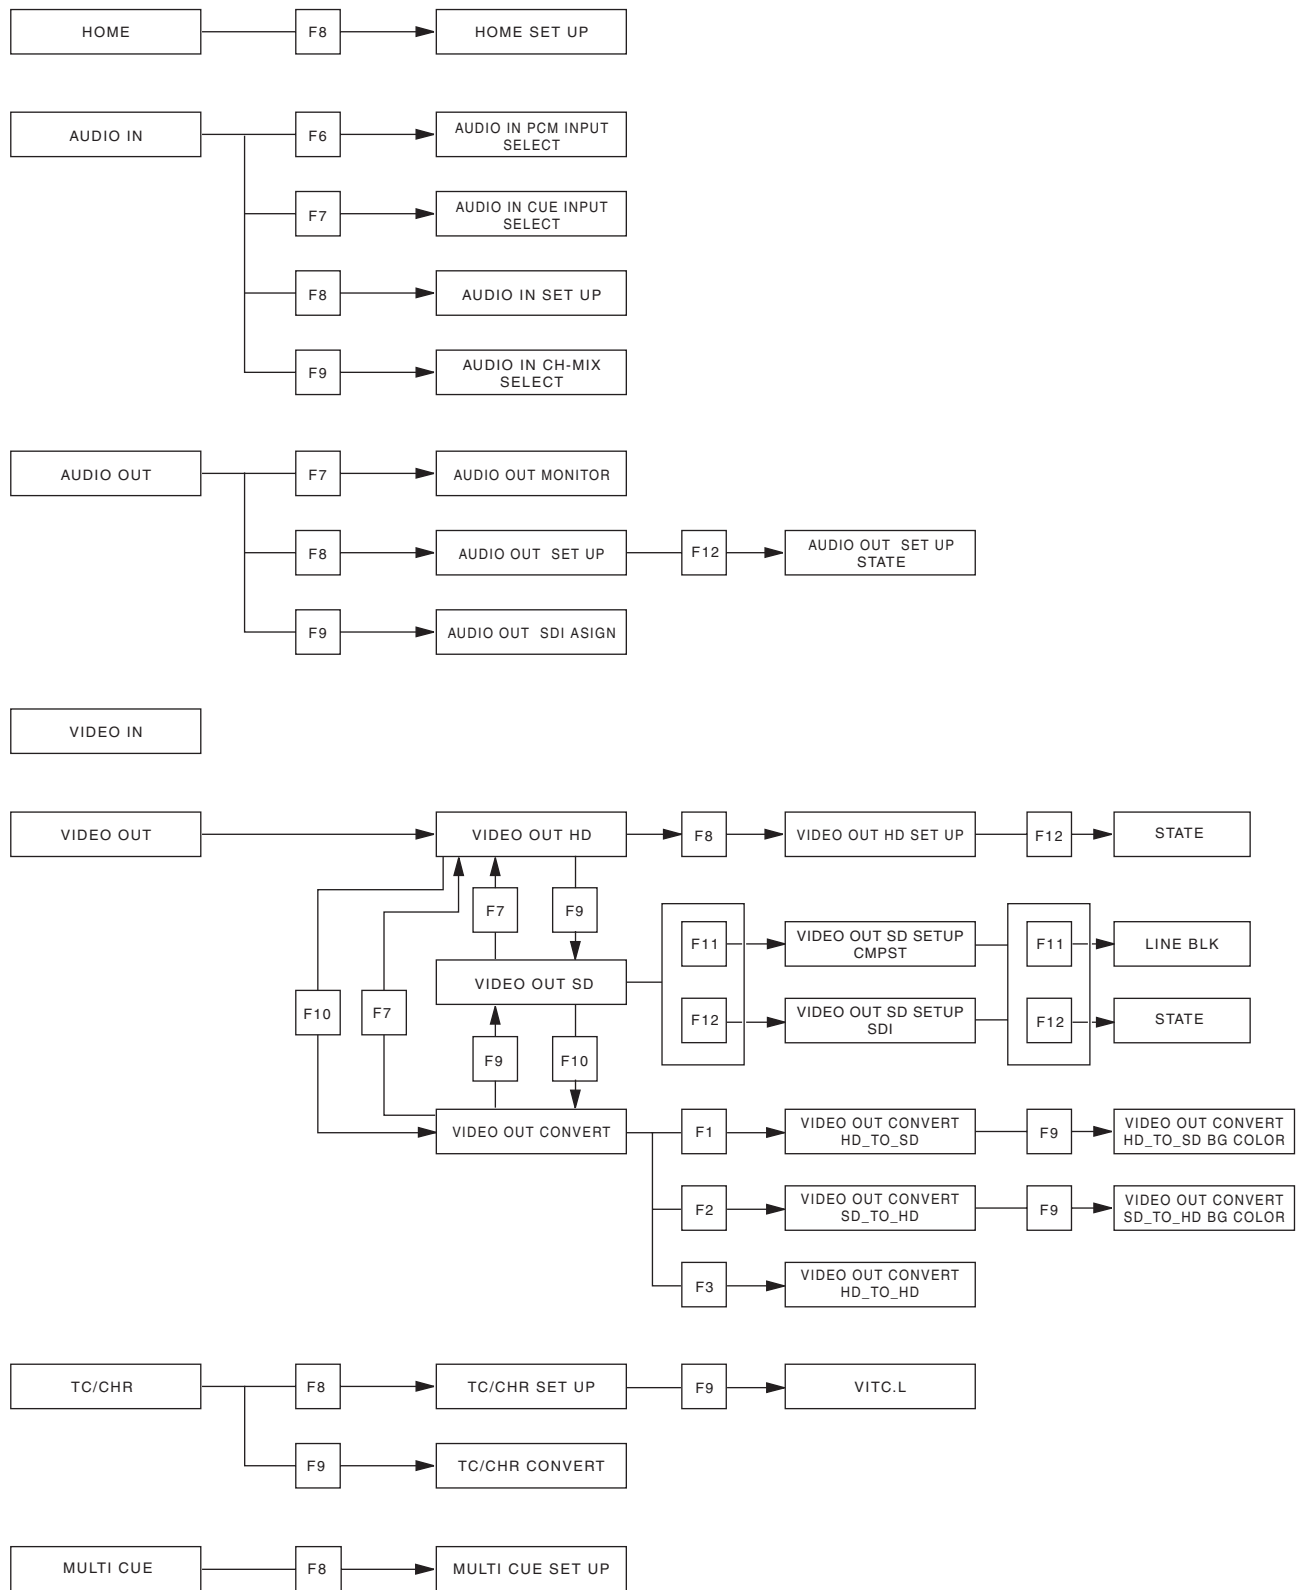 HOME
F8
HOME SET UP
AUDIO IN
F6
AUDIO IN PCM INPUT
SELECT
F7
AUDIO IN CUE INPUT
SELECT
F8
AUDIO IN SET UP
F9
AUDIO IN CH-MIX
SELECT
AUDIO OUT
F7
AUDIO OUT MONITOR
F8
AUDIO OUT SET UP
F12
AUDIO OUT SET UP
STATE
F9
AUDIO OUT SDI ASIGN
VIDEO IN
VIDEO OUT
VIDEO OUT HD
F8
VIDEO OUT HD SET UP
F12
STATE
F7
F9
F11
VIDEO OUT SD SETUP
CMPST
F11
LINE BLK
VIDEO OUT SD
F10
F7
F12
VIDEO OUT SD SETUP
SDI
F12
STATE
F9
F10
VIDEO OUT CONVERT
F1
VIDEO OUT CONVERT
HD_TO_SD
F9
VIDEO OUT CONVERT
HD_TO_SD BG COLOR
F2
VIDEO OUT CONVERT
SD_TO_HD
F9
VIDEO OUT CONVERT
SD_TO_HD BG COLOR
F3
VIDEO OUT CONVERT
HD_TO_HD
TC/CHR
F8
TC/CHR SET UP
F9
VITC.L
F9
TC/CHR CONVERT
MULTI CUE
F8
MULTI CUE SET UP